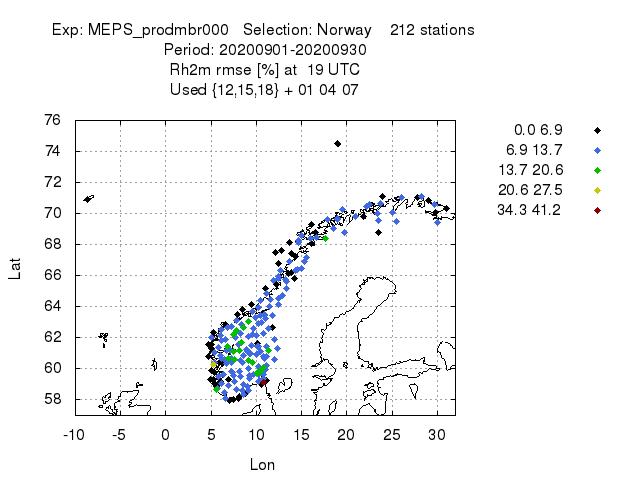 Exp: MEPS_prodmbr000 Selection: Norway 212 stations
Period: 20200901-20200930
Rh2m rmse [%] at 19 UTC
Used {12,15,18} + 01 04 07
76
74
72
70
68
66
64
62
60
58
Lat
-10 -5 0 5 10 15 20 25 30
Lon
0.0 6.9
6.9 13.7
13.7 20.6
20.6 27.5
34.3 41.2